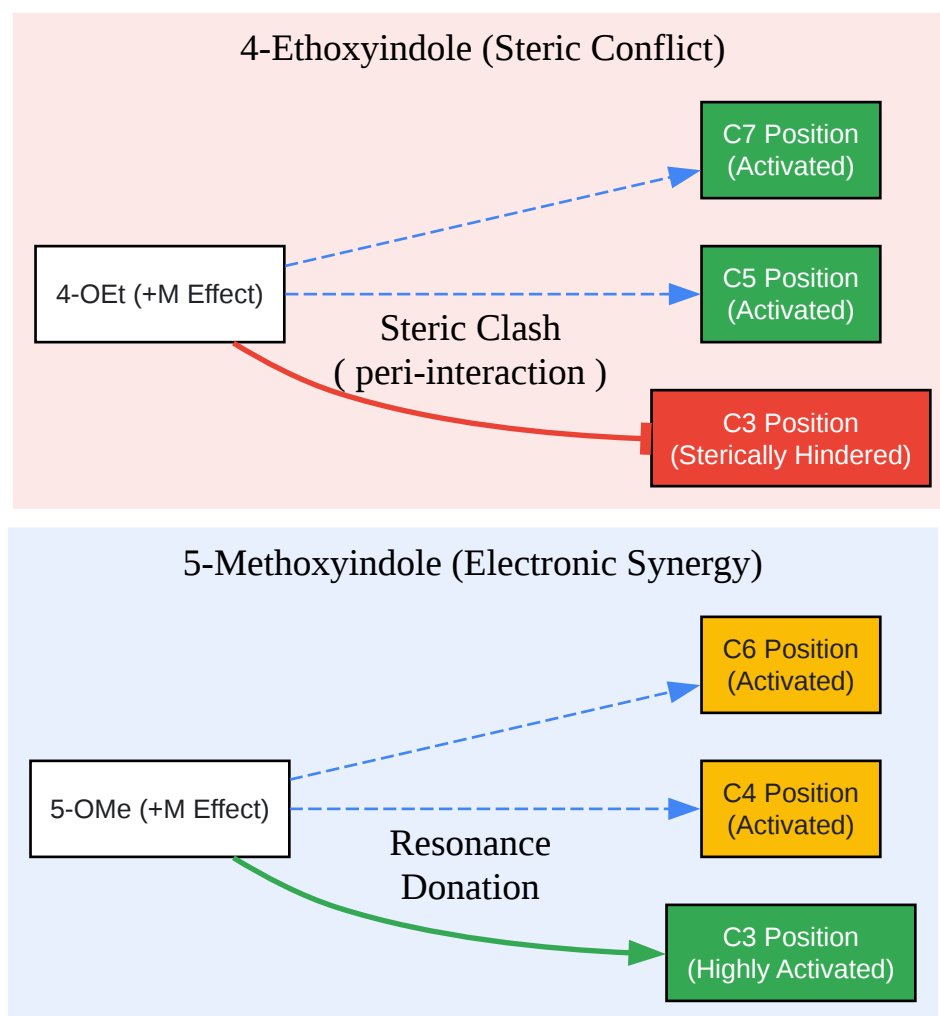 4-Ethoxyindole (Steric Conflict)
C7 Position
(Activated)
4-OEt (+M Effect)
C5 Position
(Activated)
Steric Clash
( peri-interaction )
C3 Position
(Sterically Hindered)
5-Methoxyindole (Electronic Synergy)
C6 Position
(Activated)
5-OMe (+M Effect)
C4 Position
(Activated)
Resonance
Donation
C3 Position
(Highly Activated)